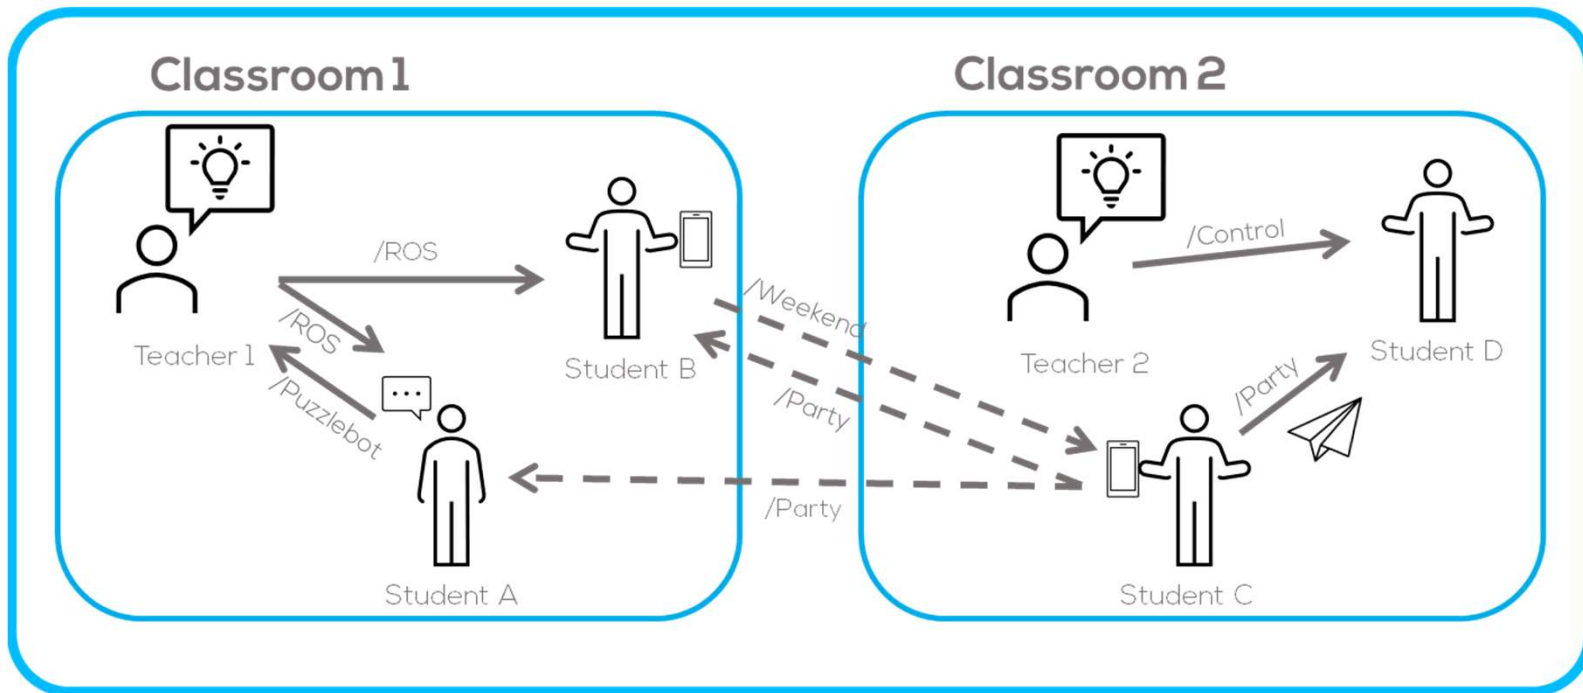 Classroom 1
Classroom 2
/ROS
/Control
/ROS
/Weekend
Teacher 1
Student B
Teacher 2
Student D
/Puzzlebot
/Party
/Party
/Party
Student A
Student C